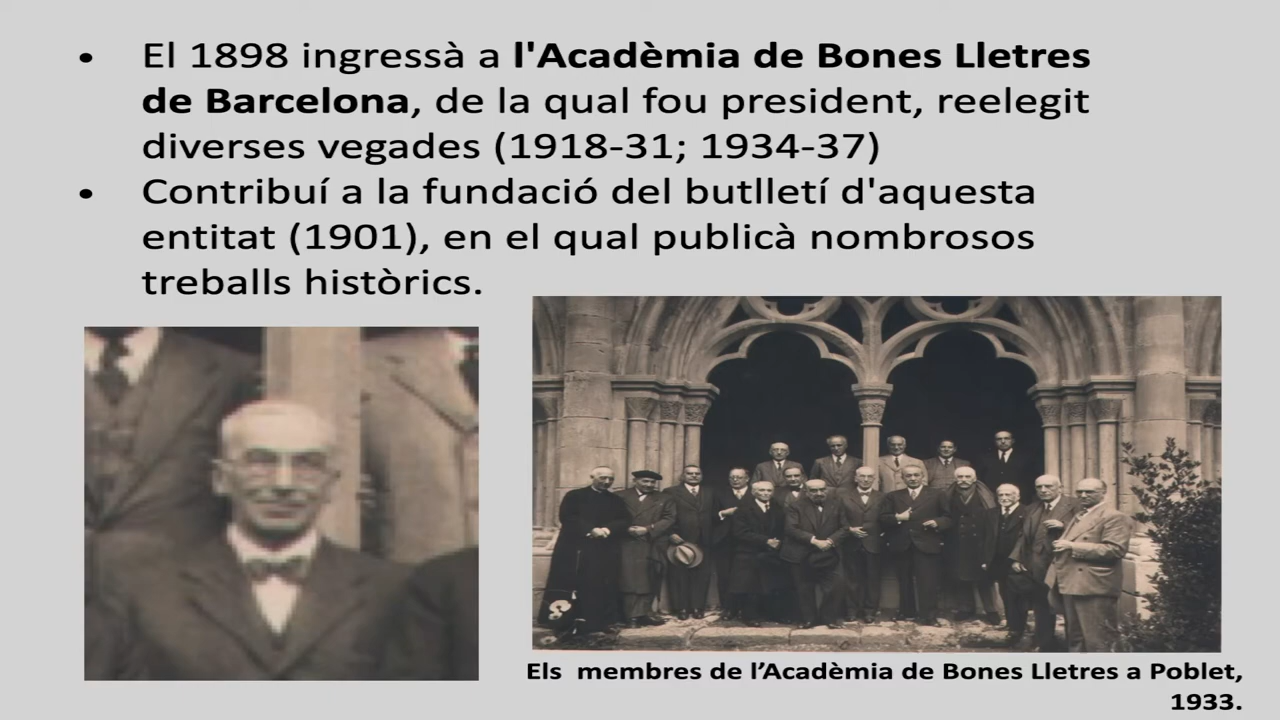 • El 1898 ingressà a l'Acadèmia de Bones Lletres
de Barcelona, de la qual fou president, reelegit
diverses vegades (1918-31; 1934-37)
• Contribuí a la fundació del butlletí d'aquesta
entitat (1901), en el qual publicà nombrosos
treballs històrics.
Els  membres de l’Acadèmia de Bones Lletres a Poblet,
1933.